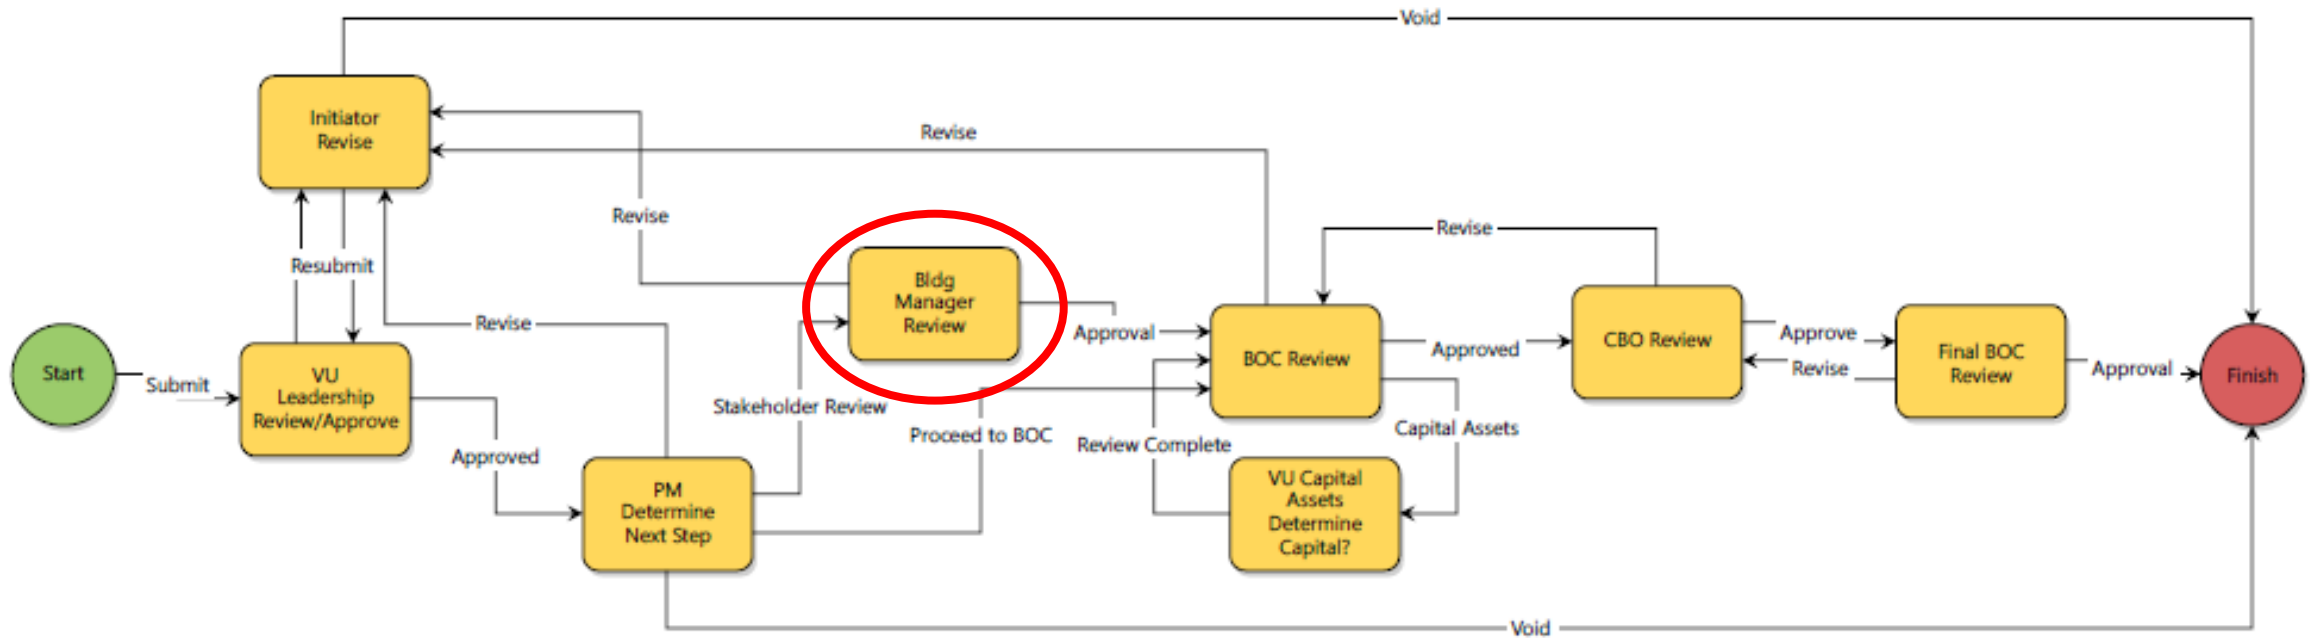 Void
Initiator
Revise
Revise
Revise
Revise
Resubmit
Bldg
Manager
Review
Revise
Start
Submit
VU
Leadership
Review/Approve
Approval
BOC Review
Approved
CBO Review
Approve
Revise
Final BOC
Review
Approval
Finish
Stakeholder Review
Proceed to BOC
Review Complete
Capital Assets
Approved
PM
Determine
Next Step
VU Capital
Assets
Determine
Capital?
Void